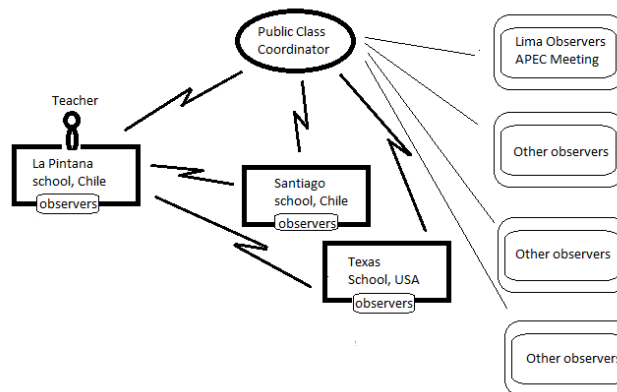 Public Class
Coordinator
Lima Observers
APEC Meeting
Teacher
La Pintana
school, Chile
observers
Other observers
Santiago
school, Chile
observers
Other observers
Texas
School, USA
observers
Other observers